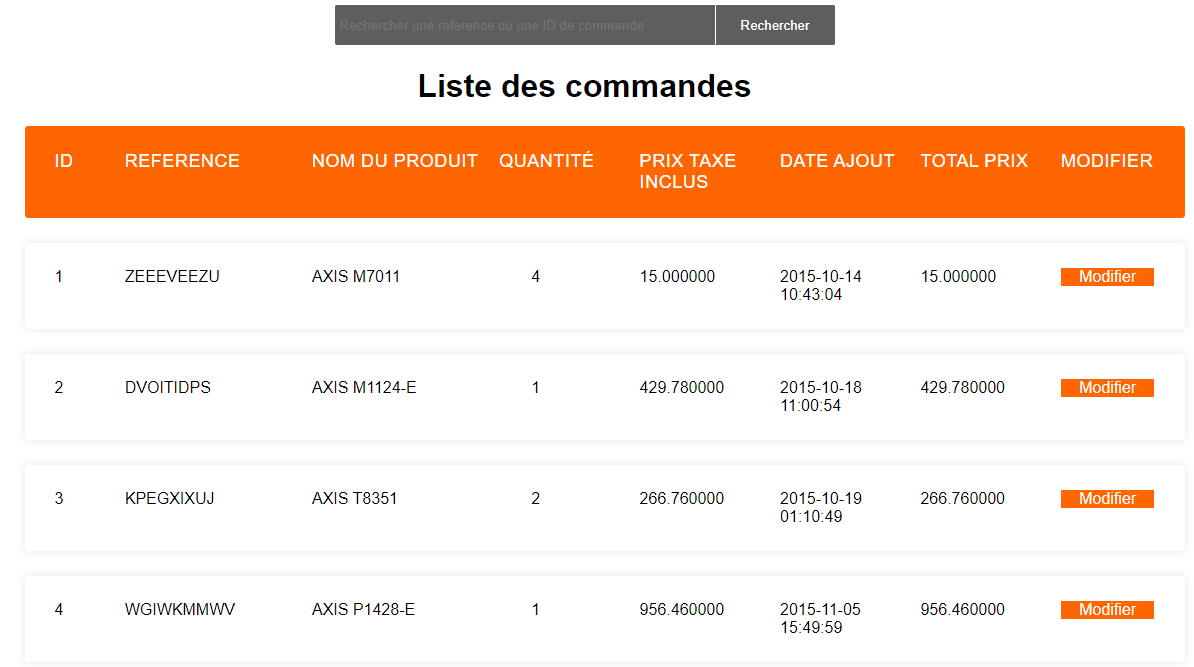 Rechercher une reference ou une ID de commande Rechercher
Liste des commandes
ID REFERENCE NOM DU PRODUIT QUANTITÉ PRIX TAXE INCLUS DATE AJOUT TOTAL PRIX MODIFIER
1 ZEEEVEEZU AXIS M7011 4 15.000000 2015-10-14 10:43:04 15.000000 Modifier
2 DVOITIDPS AXIS M1124-E 1 429.780000 2015-10-18 11:00:54 429.780000 Modifier
3 KPEGXIXUJ AXIS T8351 2 266.760000 2015-10-19 01:10:49 266.760000 Modifier
4 WGIWKMMWV AXIS P1428-E 1 956.460000 2015-11-05 15:49:59 956.460000 Modifier